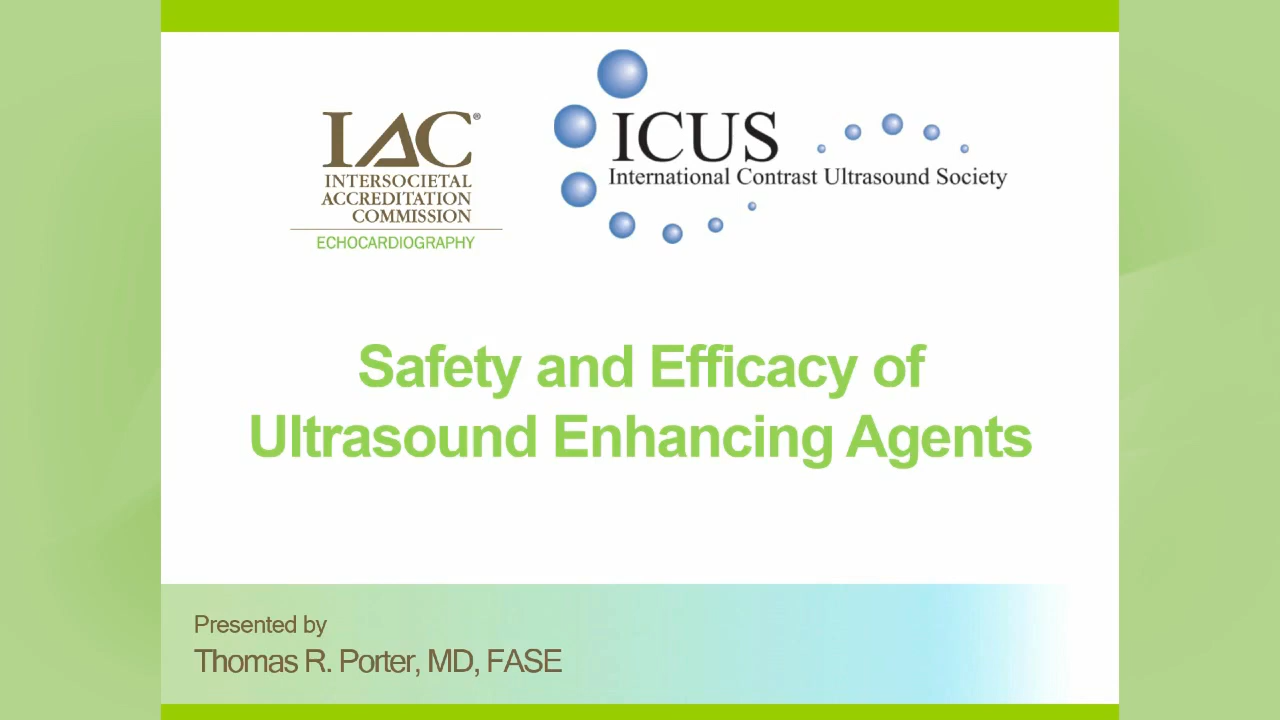 IAC®
INTERSOCIETAL
ACCREDITATION
COMMISSION
ECHOCARDIOGRAPHY
ICUS
International Contrast Ultrasound Society
Safety and Efficacy of
Ultrasound Enhancing Agents
Presented by
Thomas R. Porter, MD, FASE